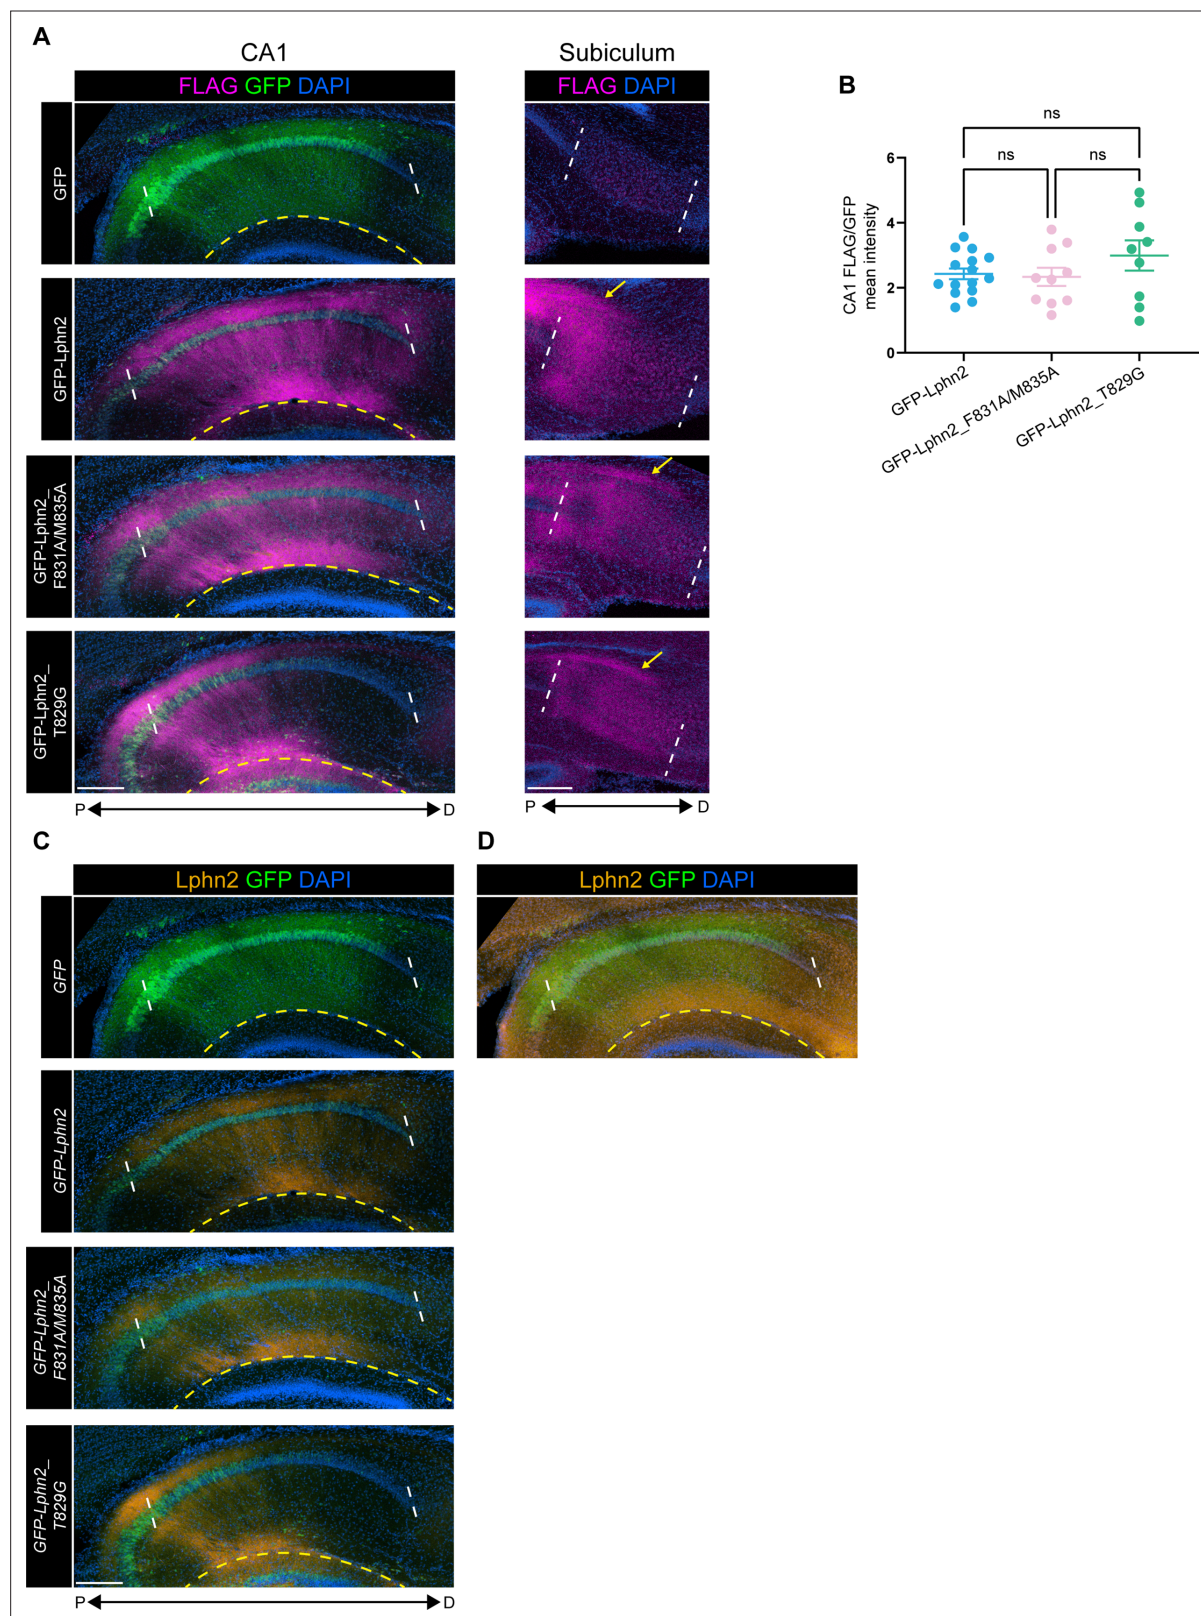 A
CA1
Subiculum
FLAG GFP DAPI
FLAG DAPI
GFP
GFP-Lphn2
GFP-Lphn2_
F831A/M835A
GFP-Lphn2_
T829G
P
D
P
D
B
ns
ns
ns
CA1 FLAG/GFP
mean intensity
6
4
2
0
GFP-Lphn2
GFP-Lphn2_F831A/M835A
GFP-Lphn2_T829G
C
Lphn2 GFP DAPI
GFP
GFP-Lphn2
GFP-Lphn2_
F831A/M835A
GFP-Lphn2_
T829G
P
D
D
Lphn2 GFP DAPI